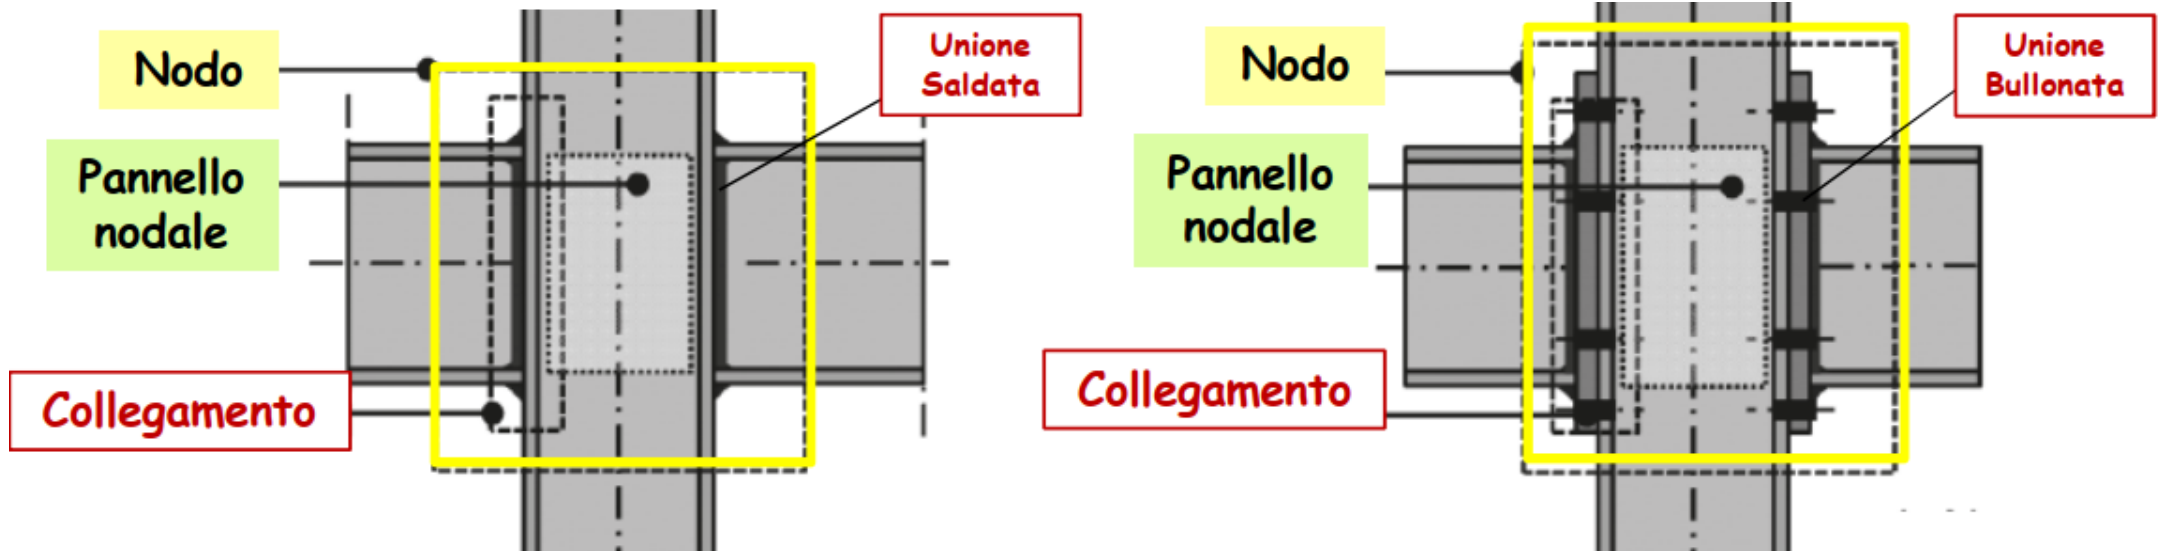 Nodo
Unione
Saldata
Pannello
nodale
Collegamento
Nodo
Unione
Bullonata
Pannello
nodale
Collegamento